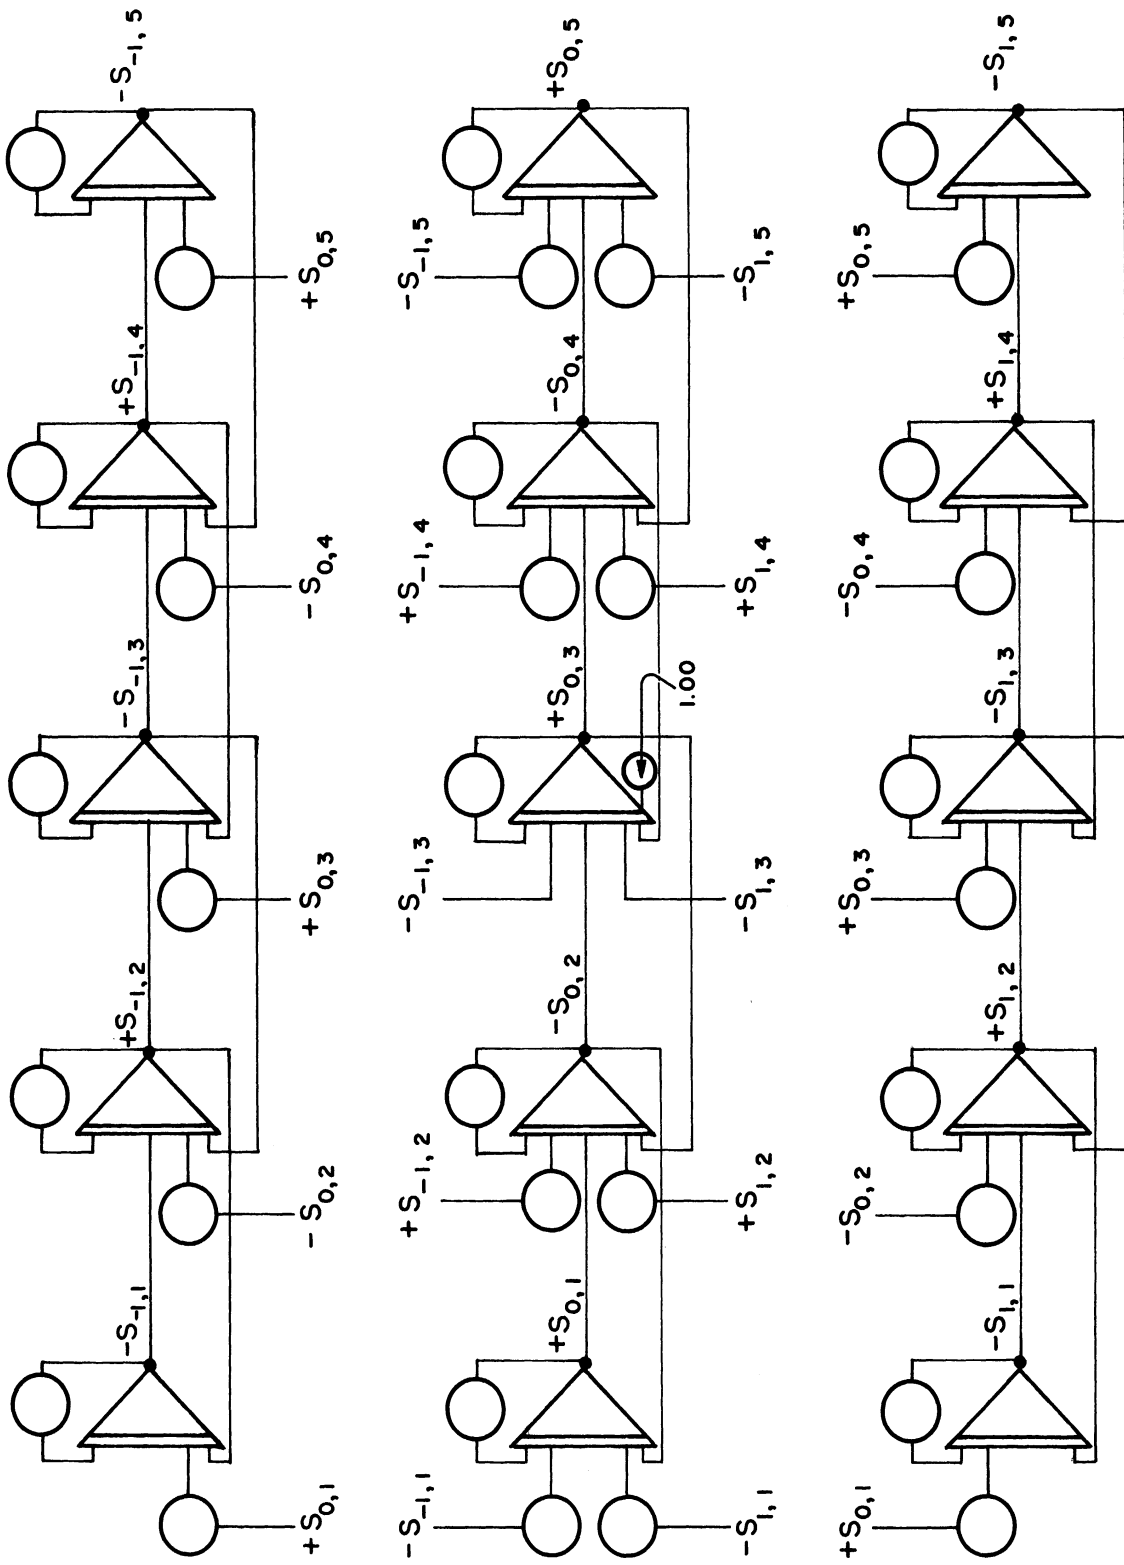 -S-1,5
+S-1,4
-S-1,3
+S-1,2
-S-1,1
+S0,5
-S0,4
+S0,3
-S0,2
+S0,1
-S-1,5
+S-1,4
-S-1,3
+S-1,2
-S-1,1
+S0,5
-S0,4
+S0,3
-S0,2
+S0,1
1.00
-S1,5
+S1,4
-S1,3
+S1,2
-S1,1
+S0,5
-S0,4
+S0,3
-S0,2
+S0,1
-S1,5
+S1,4
-S1,3
+S1,2
-S1,1